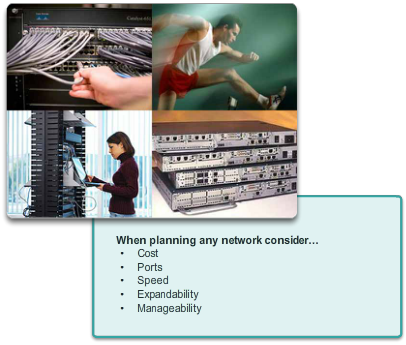 When planning any network consider...
• Cost
• Ports
• Speed
• Expandability
• Manageability